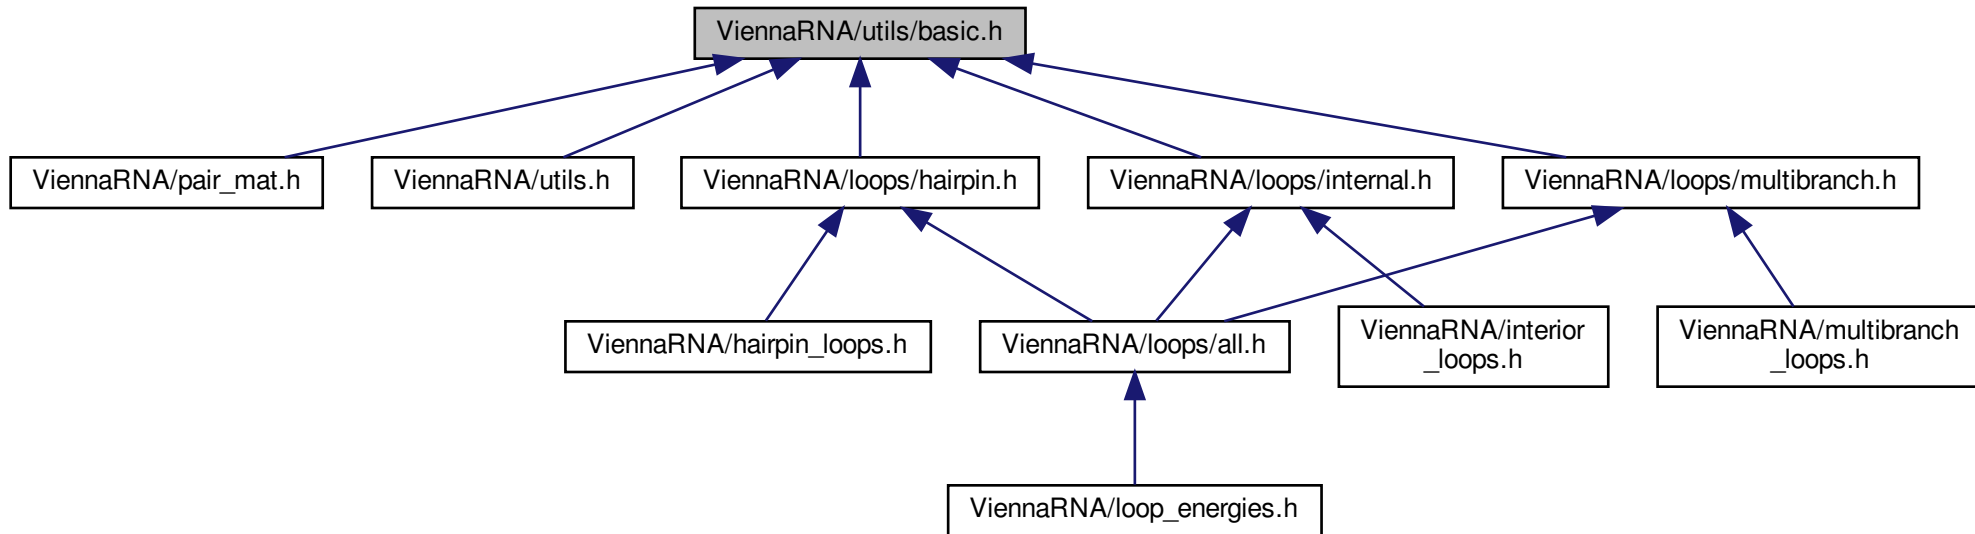 ViennaRNA/utils/basic.h
ViennaRNA/pair_mat.h
ViennaRNA/utils.h
ViennaRNA/loops/hairpin.h
ViennaRNA/loops/internal.h
ViennaRNA/loops/multibranch.h
ViennaRNA/hairpin_loops.h
ViennaRNA/loops/all.h
ViennaRNA/interior
_loops.h
ViennaRNA/multibranch
_loops.h
ViennaRNA/loop_energies.h